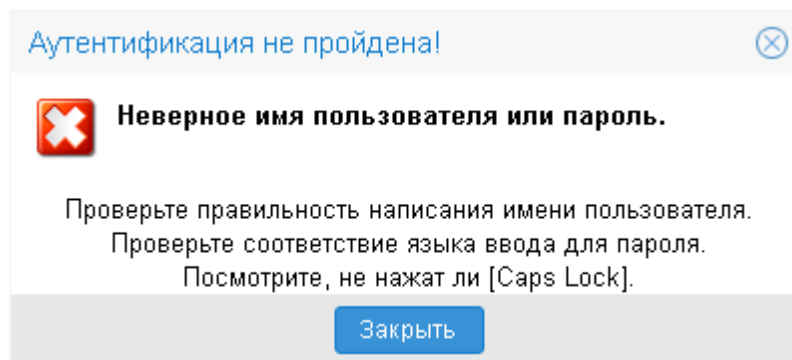 Аутентификация не пройдена!
Неверное имя пользователя или пароль.
Проверьте правильность написания имени пользователя.
Проверьте соответствие языка ввода для пароля.
Посмотрите, не нажат ли [Caps Lock].
Закрыть